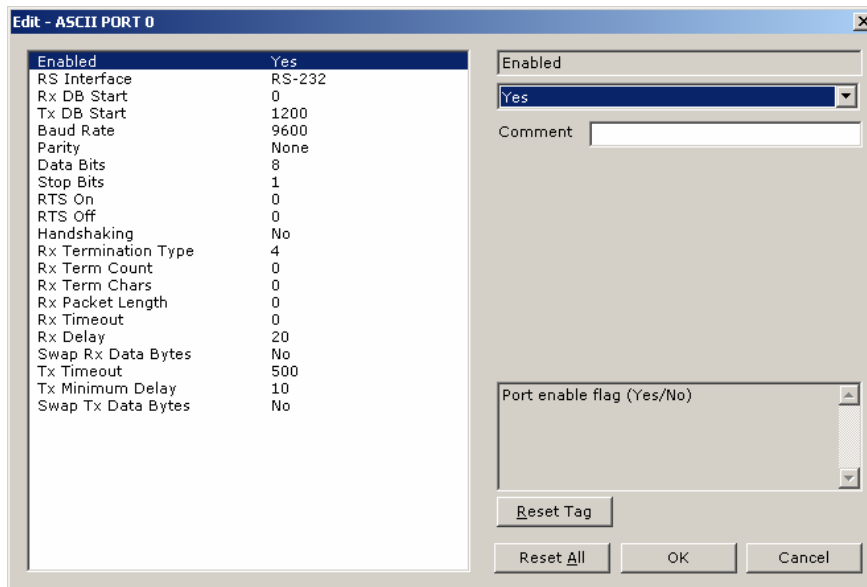 Edit - ASCII PORT 0
Enabled Yes
RS Interface RS-232
Rx DB Start 0
Tx DB Start 1200
Baud Rate 9600
Parity None
Data Bits 8
Stop Bits 1
RTS On 0
RTS Off 0
Handshaking No
Rx Termination Type 4
Rx Term Count 0
Rx Term Chars 0
Rx Packet Length 0
Rx Timeout 0
Rx Delay 20
Swap Rx Data Bytes No
Tx Timeout 500
Tx Minimum Delay 10
Swap Tx Data Bytes No
Enabled
Yes
Comment
Port enable flag (Yes/No)
Reset Tag
Reset All OK Cancel